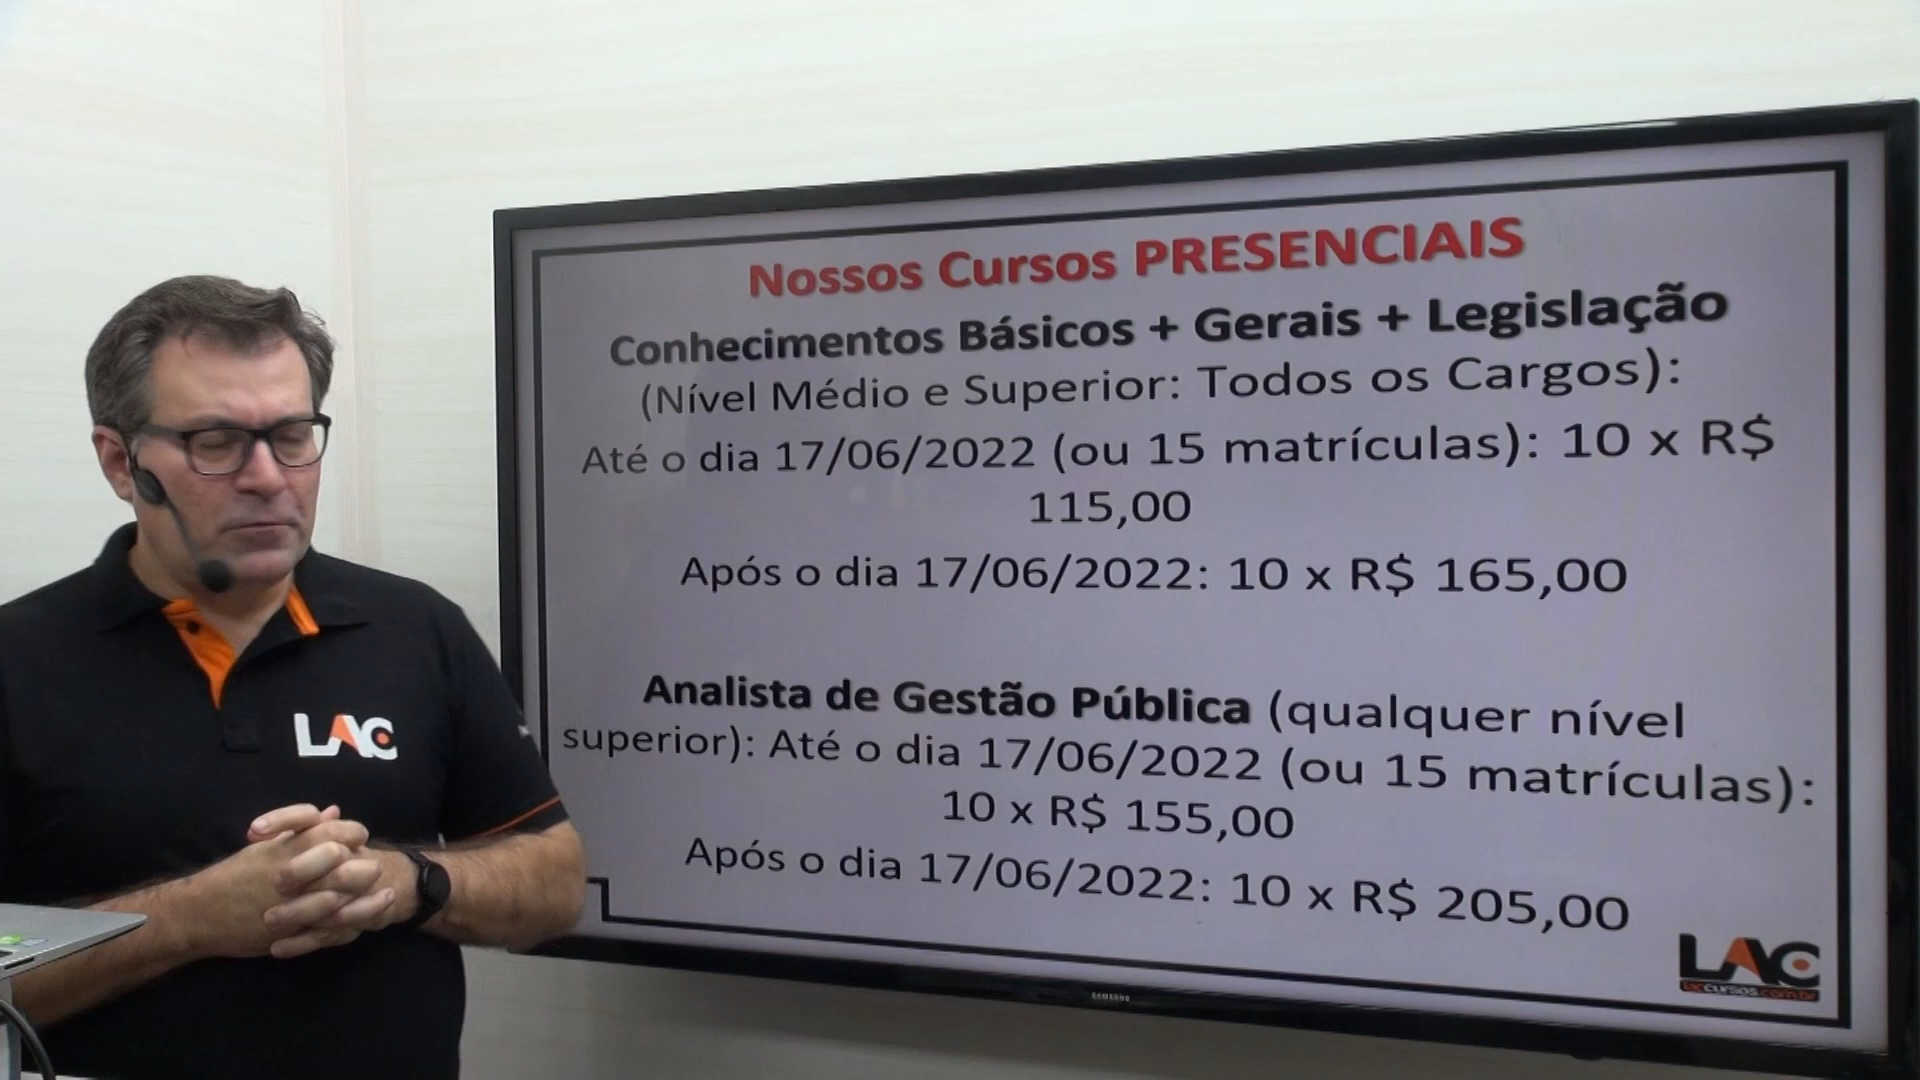 Nossos Cursos PRESENCIAIS
Conhecimentos Básicos + Gerais + Legislação
(Nível Médio e Superior: Todos os Cargos):
Até o dia 17/06/2022 (ou 15 matrículas): 10 x R$
115,00
Após o dia 17/06/2022: 10 x R$ 165,00
Analista de Gestão Pública (qualquer nível
superior): Até o dia 17/06/2022 (ou 15 matrículas):
10 x R$ 155,00
Após o dia 17/06/2022: 10 x R$ 205,00
LAC
LAC
SAMSUNG